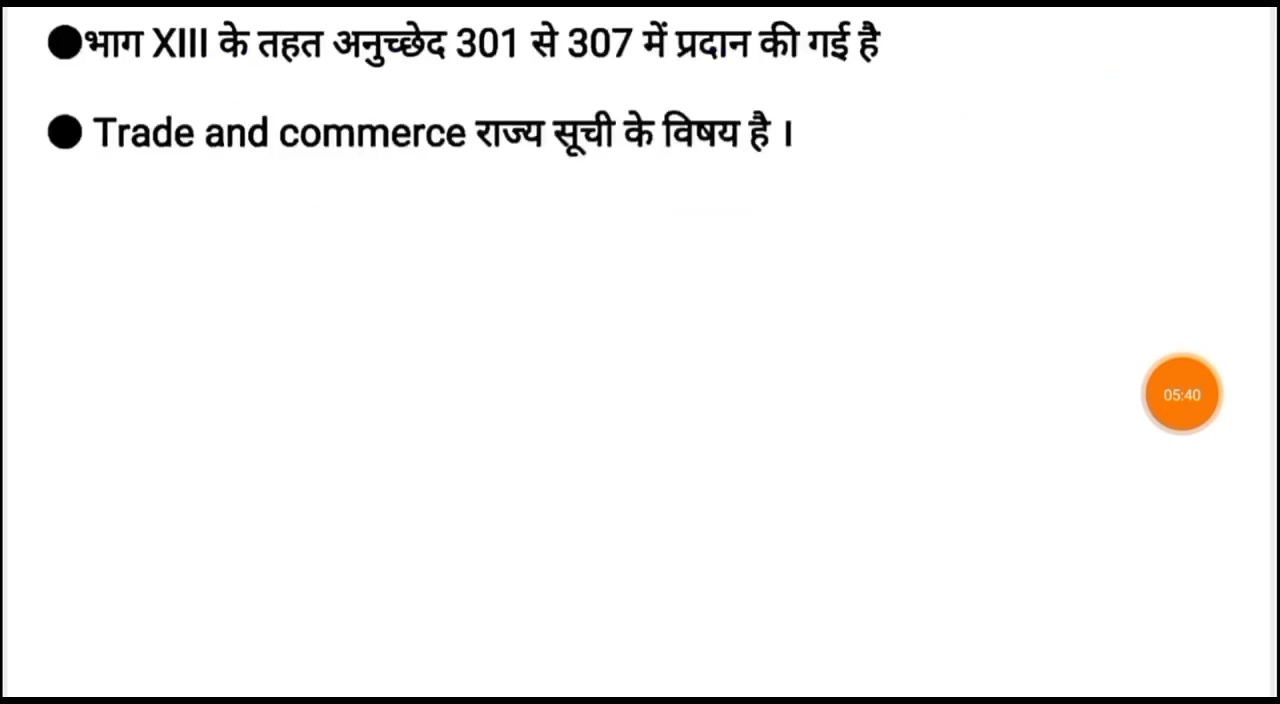 ●भाग XIII के तहत अनुच्छेद 301 से 307 में प्रदान की गई है
● Trade and commerce राज्य सूची के विषय है ।
05:40